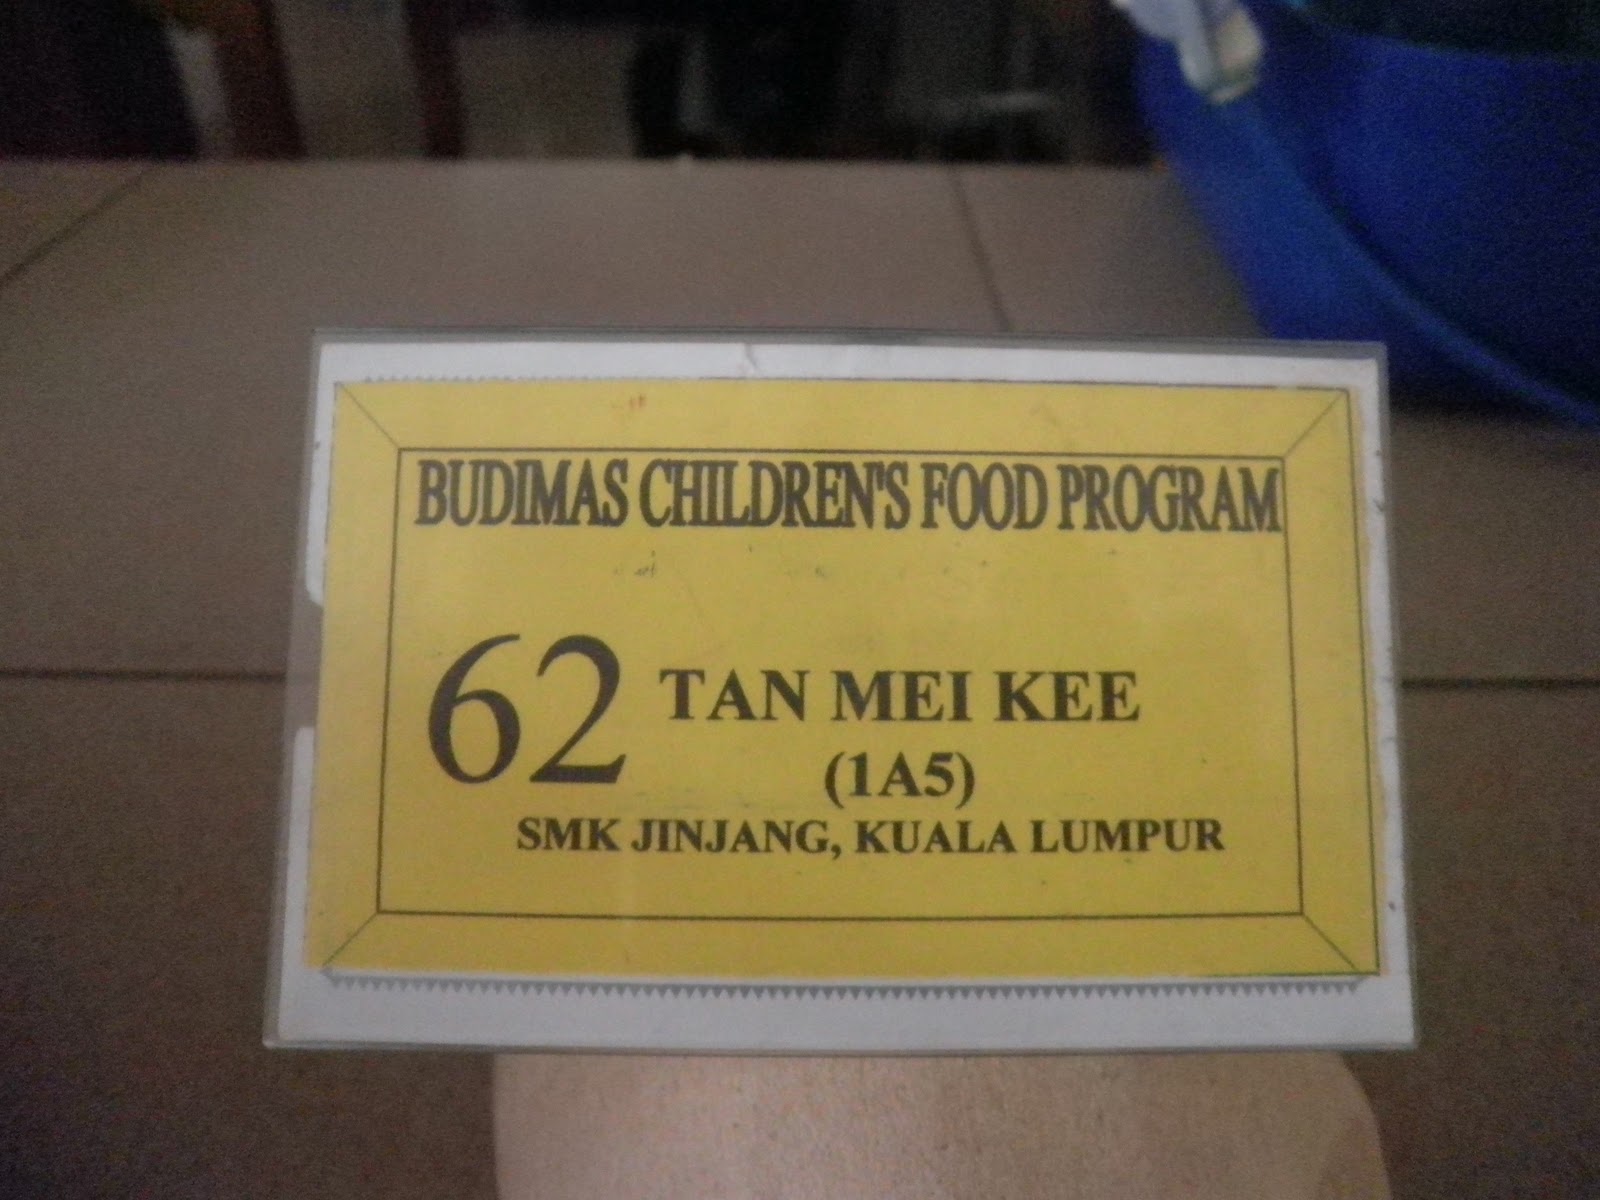 BUDIMAS CHILDREN'S FOOD PROGRAM
62 TAN MEI KEE
(1A5)
SMK JINJANG, KUALA LUMPUR